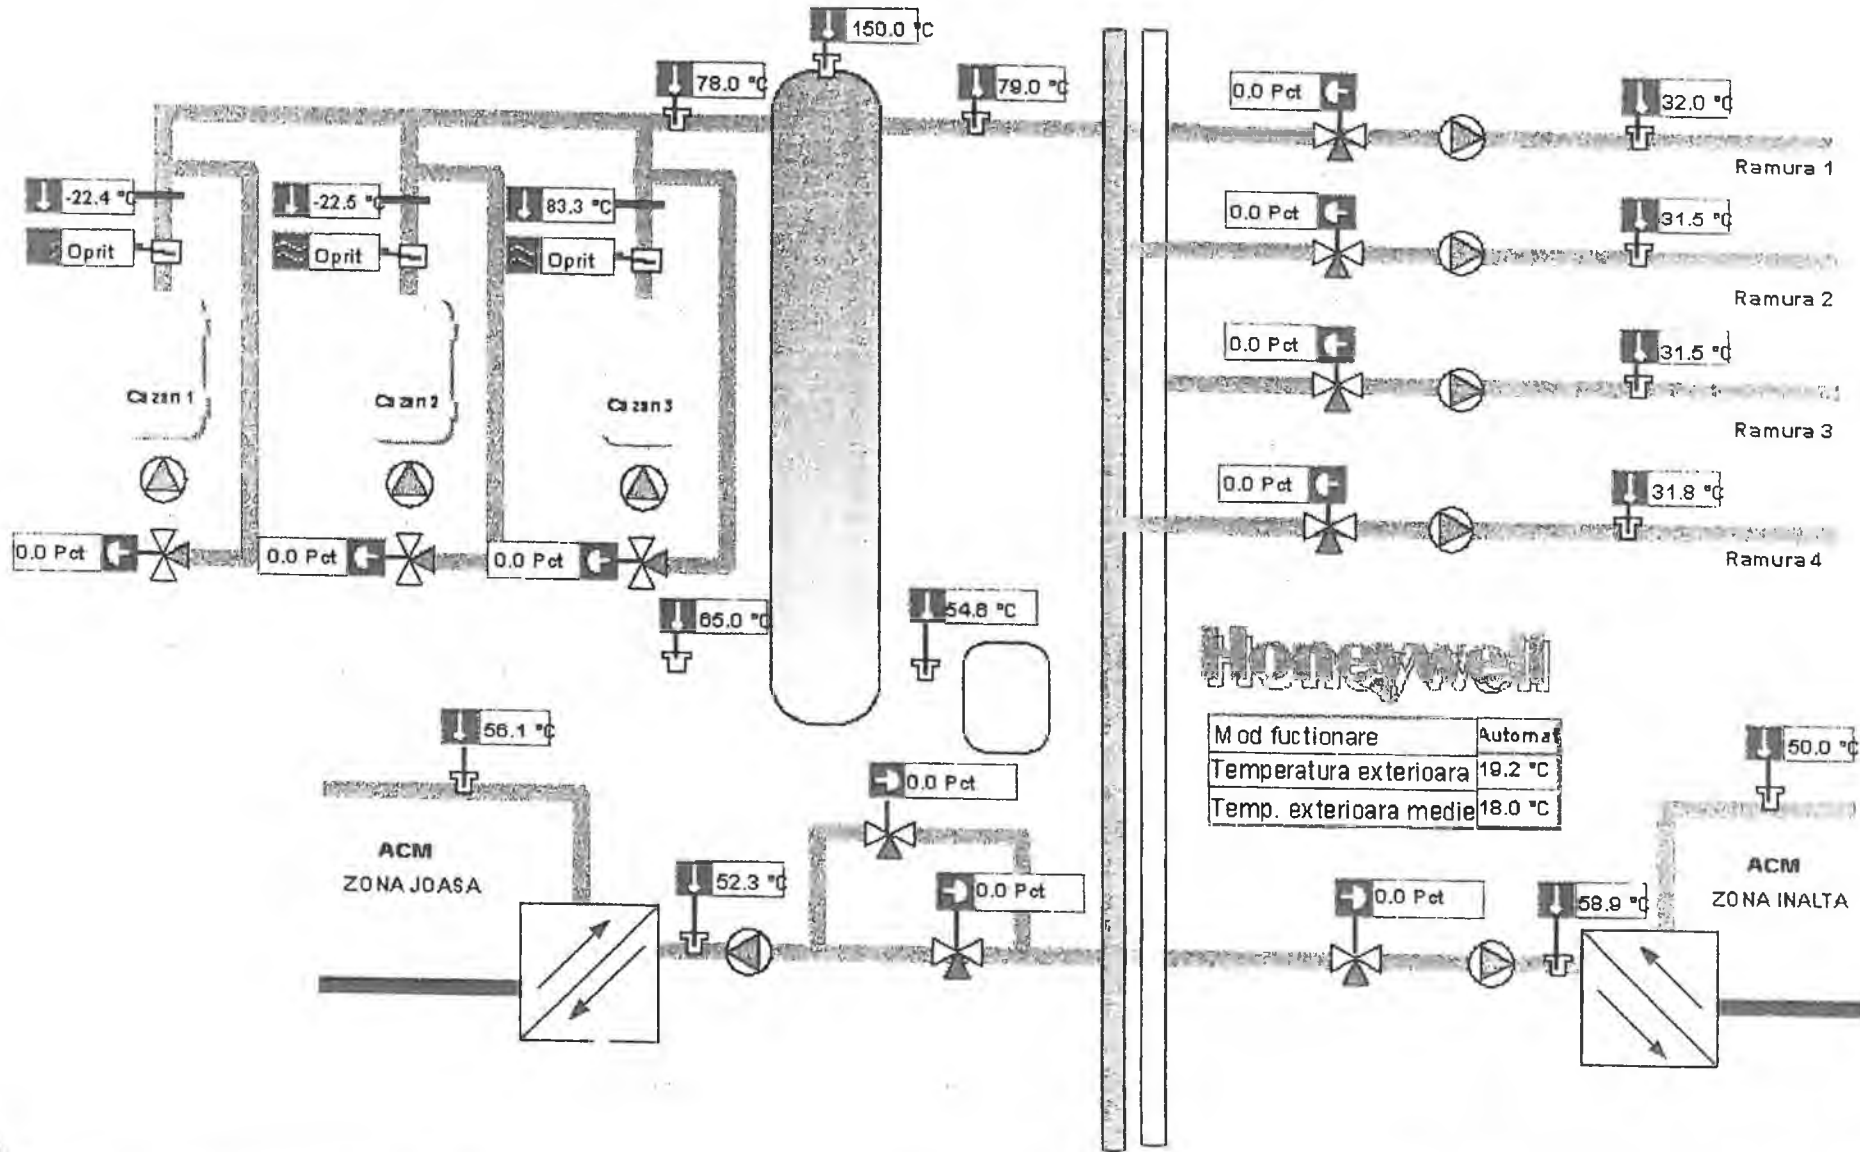 150.0 °C
78.0 °C
79.0 °C
0.0 Pct
32.0 °C
Ramura 1
-22.4 °C
-22.5 °C
83.3 °C
0.0 Pct
31.5 °C
Oprit
Oprit
Oprit
Ramura 2
0.0 Pct
31.5 °C
Cazan 1
Cazan 2
Cazan 3
Ramura 3
0.0 Pct
31.8 °C
0.0 Pct
0.0 Pct
0.0 Pct
Ramura 4
65.0 °C
54.8 °C
Honeywell
56.1 °C
Mod fuctionare Automat
50.0 °C
Temperatura exterioara 19.2 °C
Temp. exterioara medie 18.0 °C
0.0 Pct
ACM
ZONA JOASA
52.3 °C
0.0 Pct
0.0 Pct
58.9 °C
ACM
ZONA INALTA